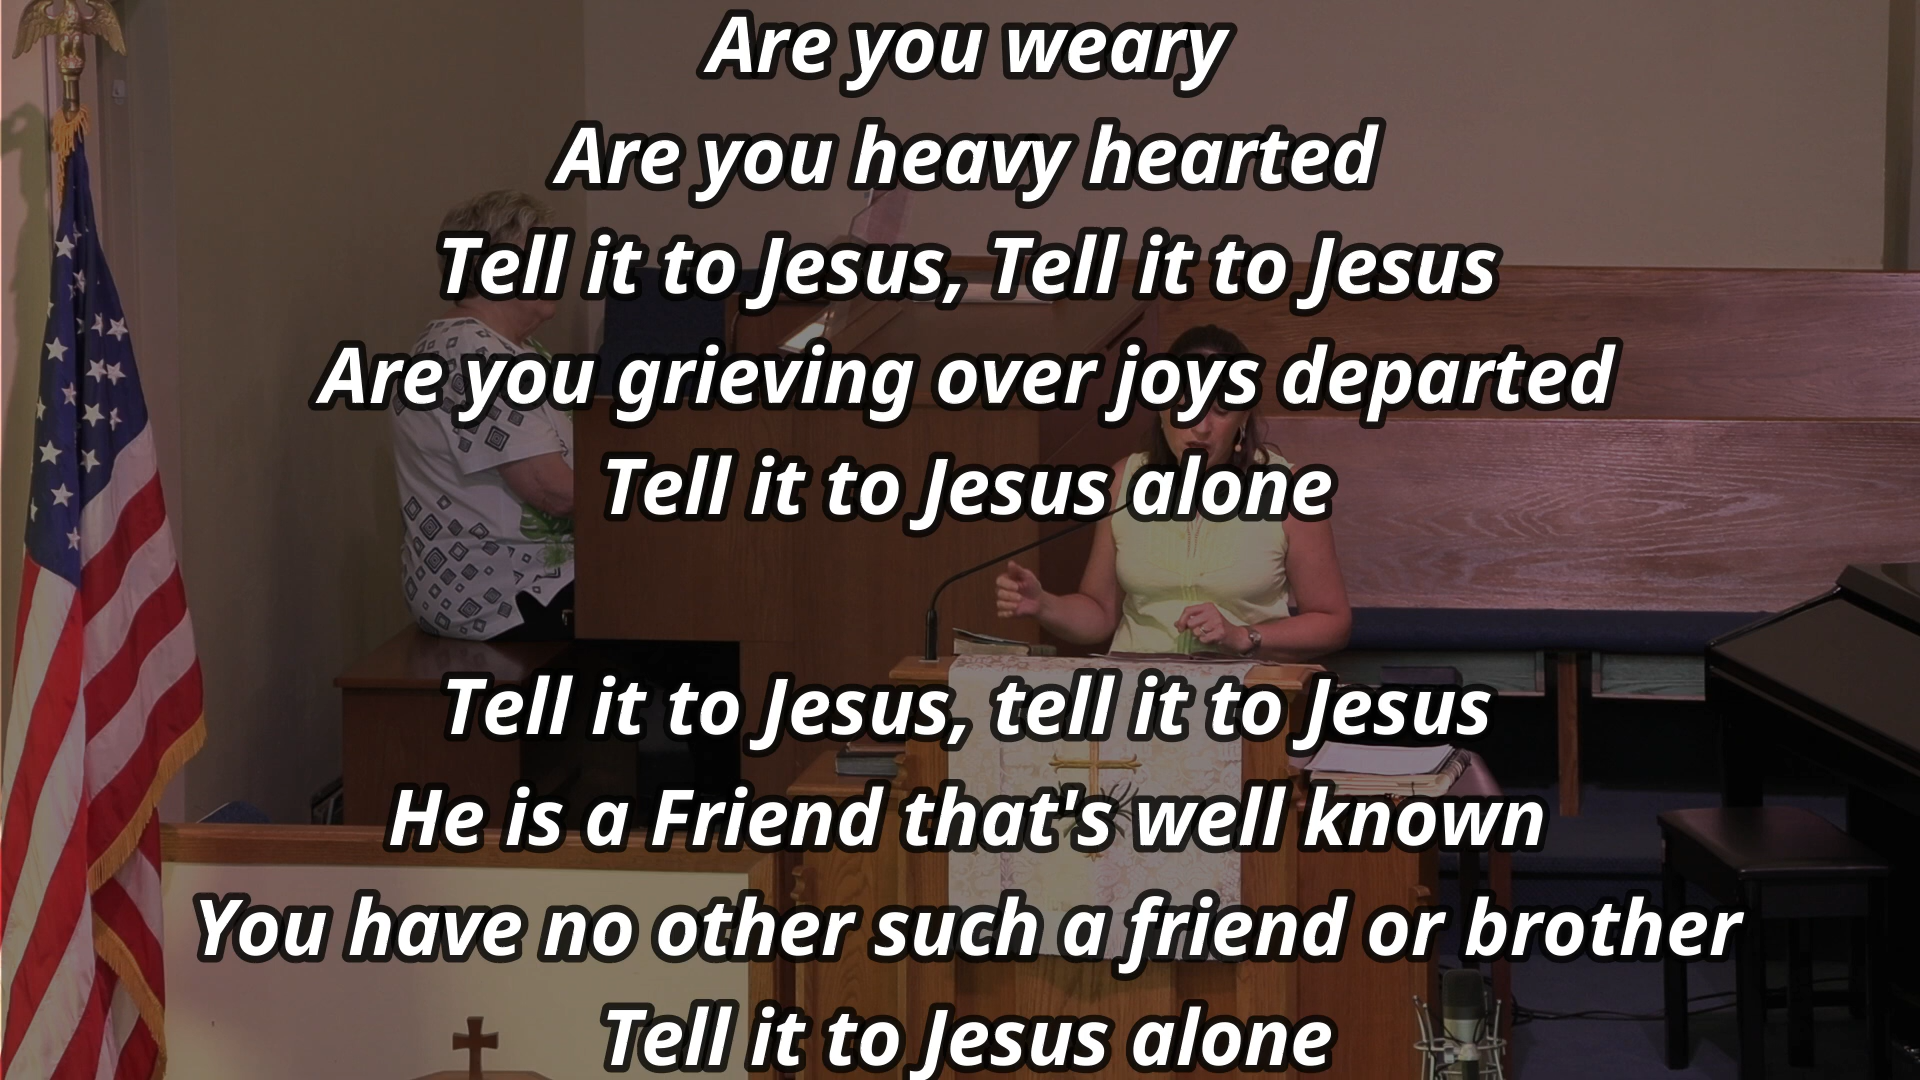 Are you weary
Are you heavy hearted
Tell it to Jesus, Tell it to Jesus
Are you grieving over joys departed
Tell it to Jesus alone
Tell it to Jesus, tell it to Jesus
He is a Friend that's well known
You have no other such a friend or brother
Tell it to Jesus alone